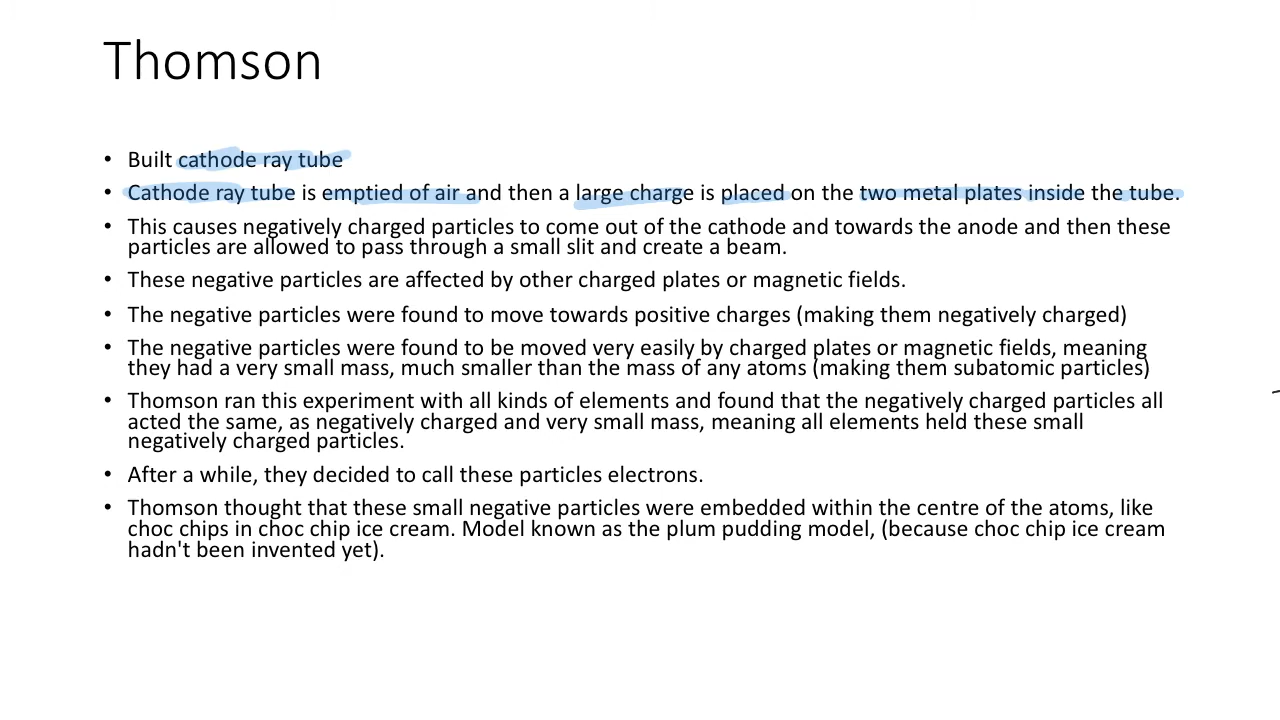 Thomson
• Built cathode ray tube
• Cathode ray tube is emptied of air and then a large charge is placed on the two metal plates inside the tube.
• This causes negatively charged particles to come out of the cathode and towards the anode and then these
particles are allowed to pass through a small slit and create a beam.
• These negative particles are affected by other charged plates or magnetic fields.
• The negative particles were found to move towards positive charges (making them negatively charged)
• The negative particles were found to be moved very easily by charged plates or magnetic fields, meaning
they had a very small mass, much smaller than the mass of any atoms (making them subatomic particles)
• Thomson ran this experiment with all kinds of elements and found that the negatively charged particles all
acted the same, as negatively charged and very small mass, meaning all elements held these small
negatively charged particles.
• After a while, they decided to call these particles electrons.
• Thomson thought that these small negative particles were embedded within the centre of the atoms, like
choc chips in choc chip ice cream. Model known as the plum pudding model, (because choc chip ice cream
hadn't been invented yet).